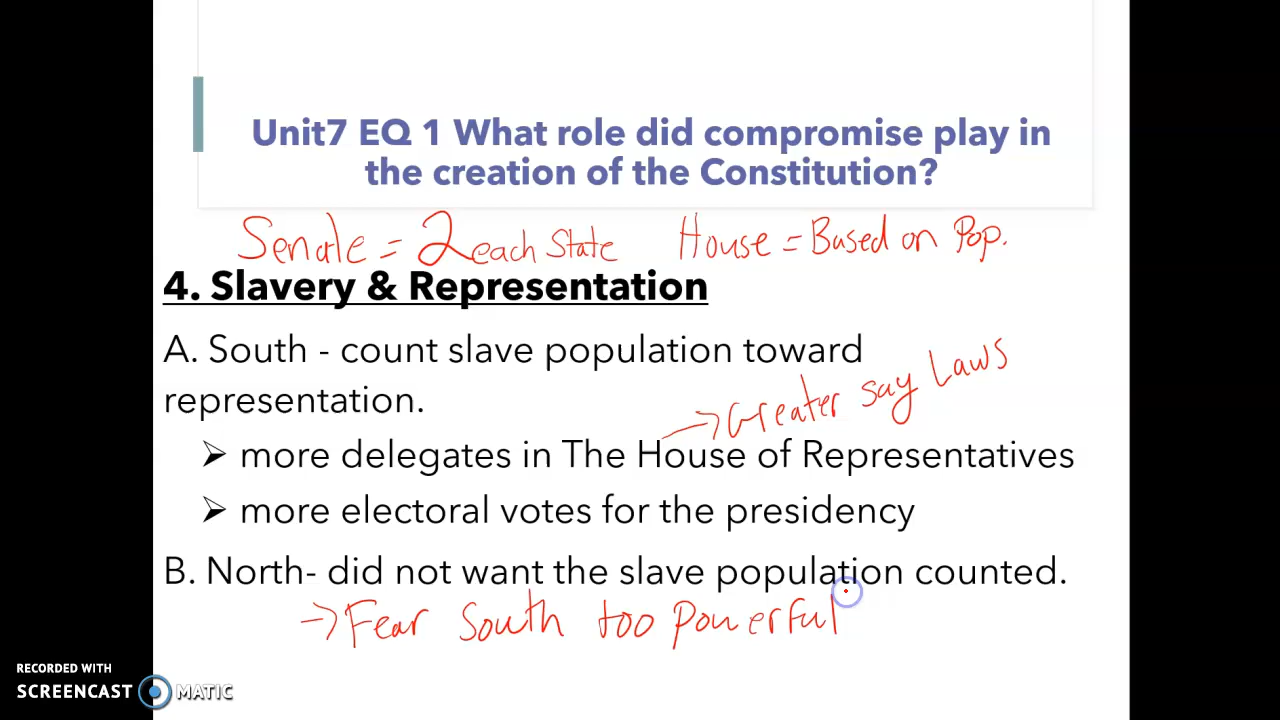 Unit7 EQ 1 What role did compromise play in
the creation of the Constitution?
Senate = 2 each State House = Based on Pop.
4. Slavery & Representation
A. South - count slave population toward
representation.
→ Greater say Laws
➢ more delegates in The House of Representatives
➢ more electoral votes for the presidency
B. North- did not want the slave population counted.
→ Fear South too powerful
RECORDED WITH
SCREENCAST MATIC